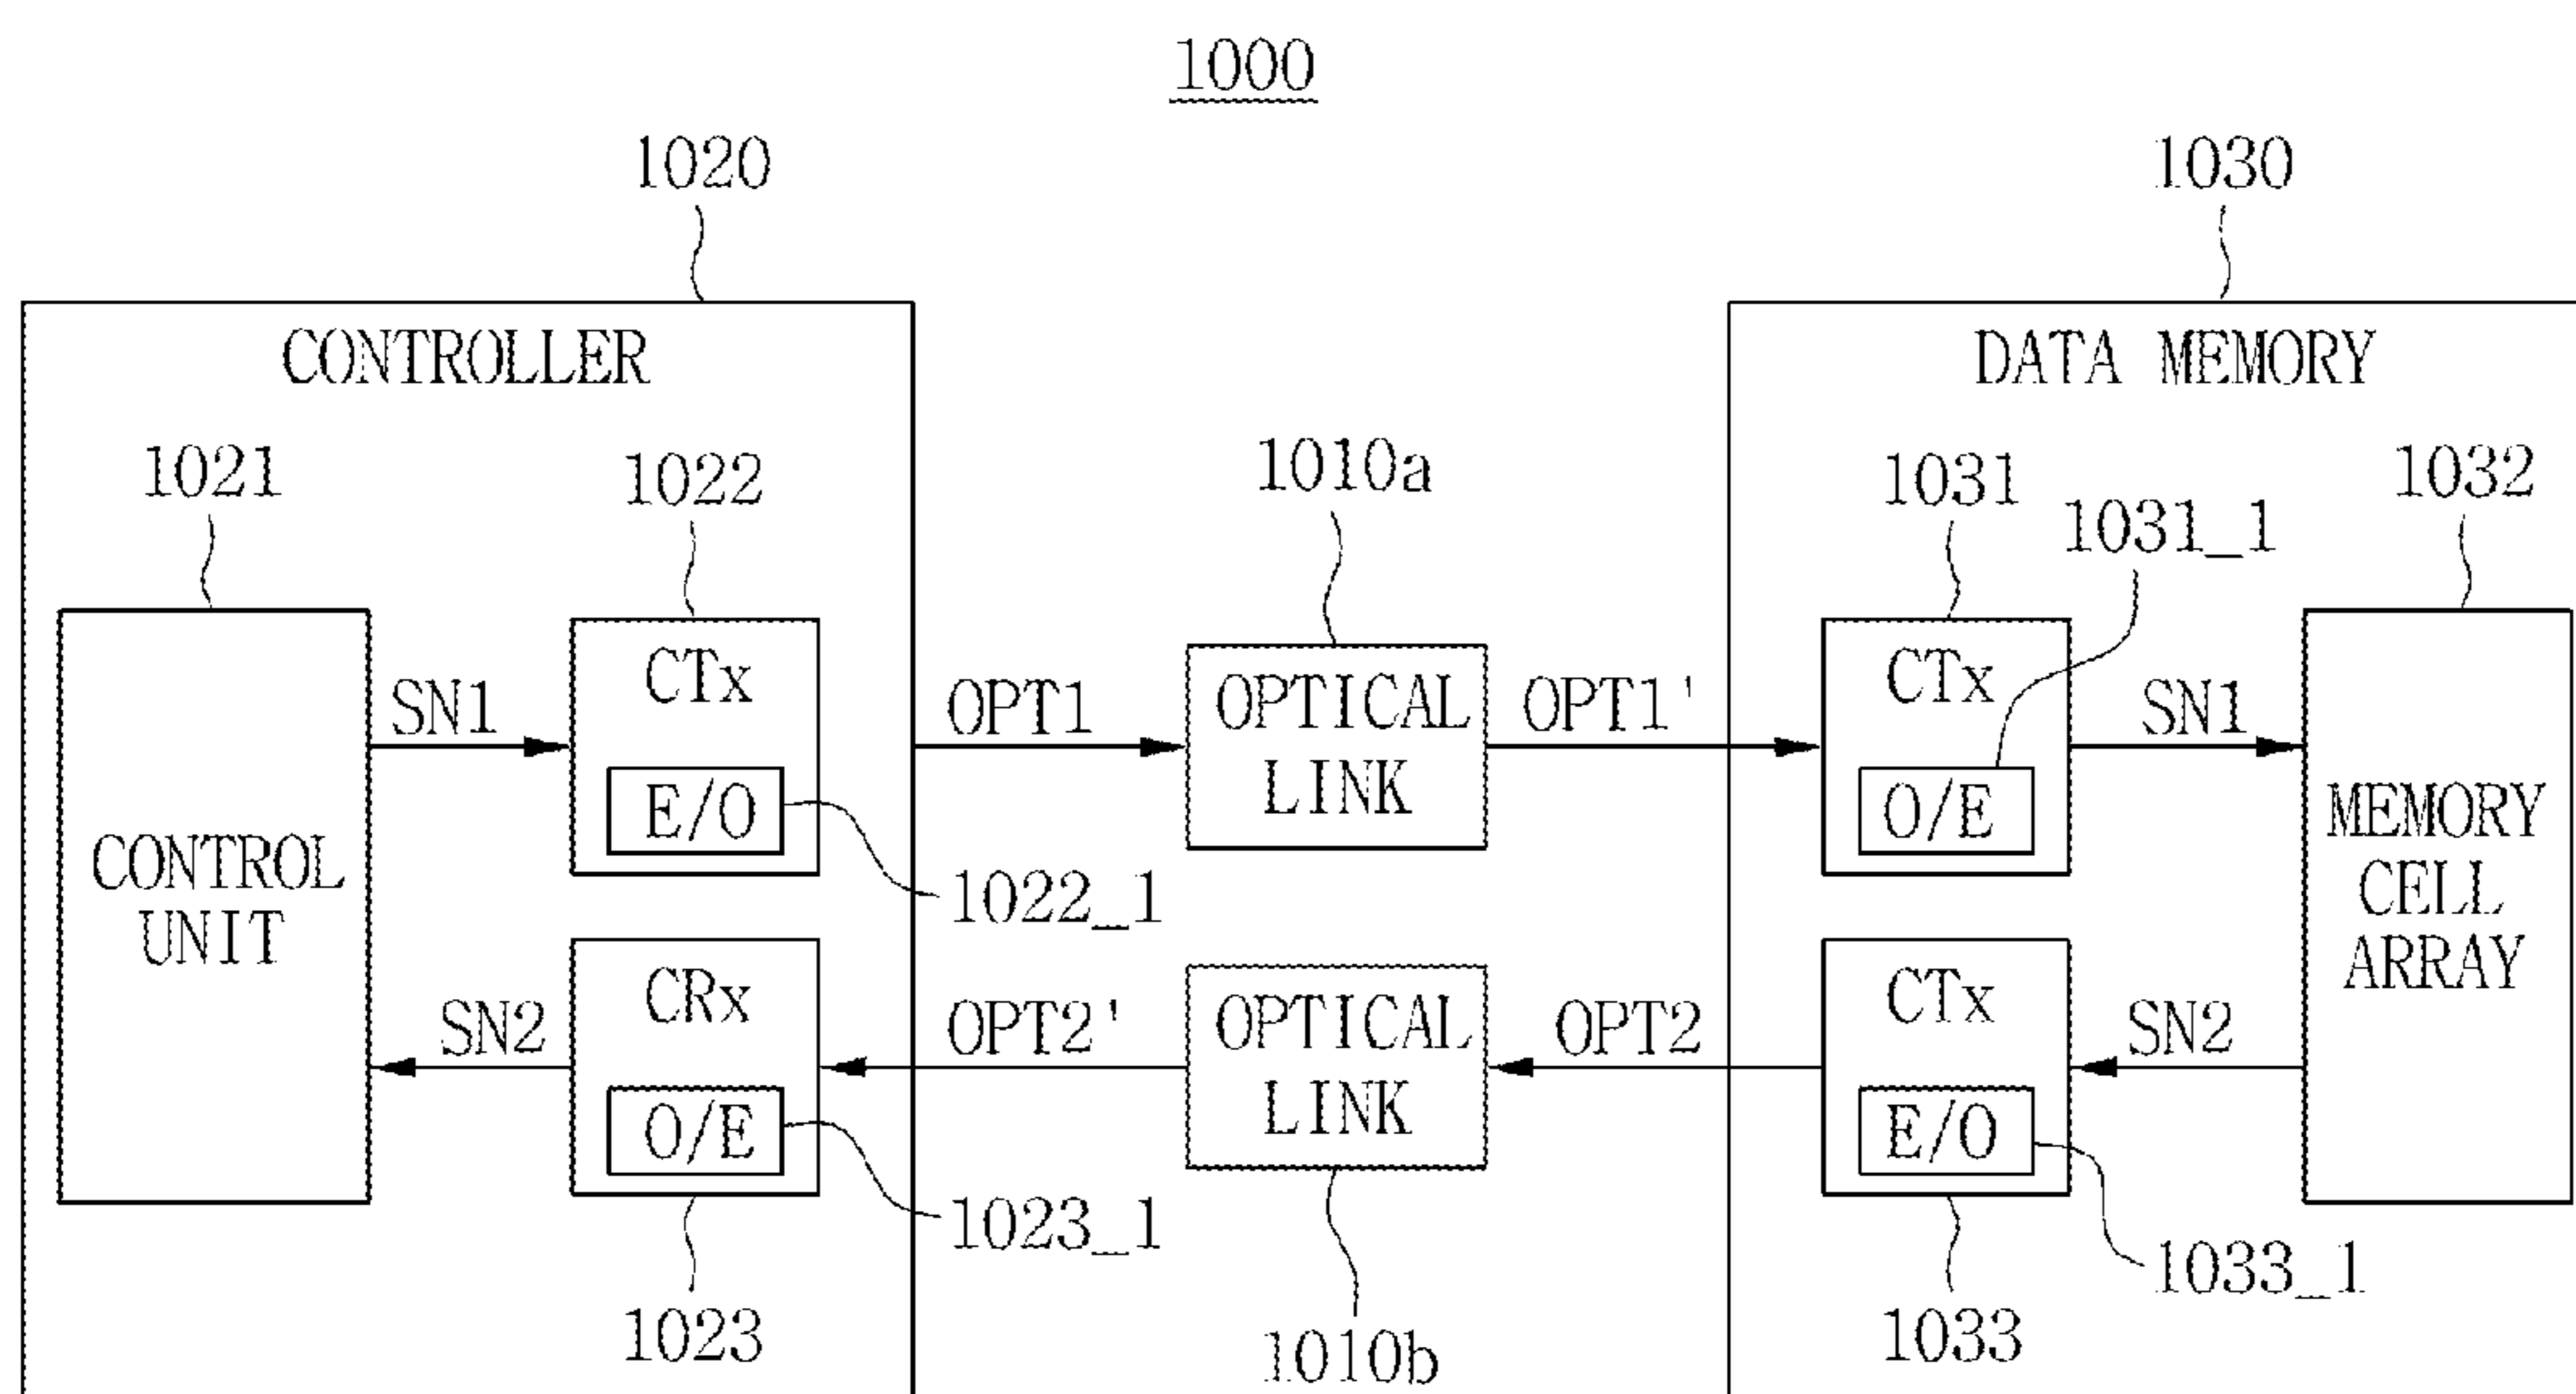 1000
1020
1030
CONTROLLER
DATA MEMORY
1021
1022
1010a
1031
1031_1
1032
CONTROL
UNIT
SN1
CTx
E/O
1022_1
OPT1
OPTICAL
LINK
OPT1'
CTx
O/E
SN1
MEMORY
CELL
ARRAY
SN2
CRx
O/E
1023_1
1023
OPT2'
OPTICAL
LINK
1010b
OPT2
CTx
E/O
1033_1
1033
SN2